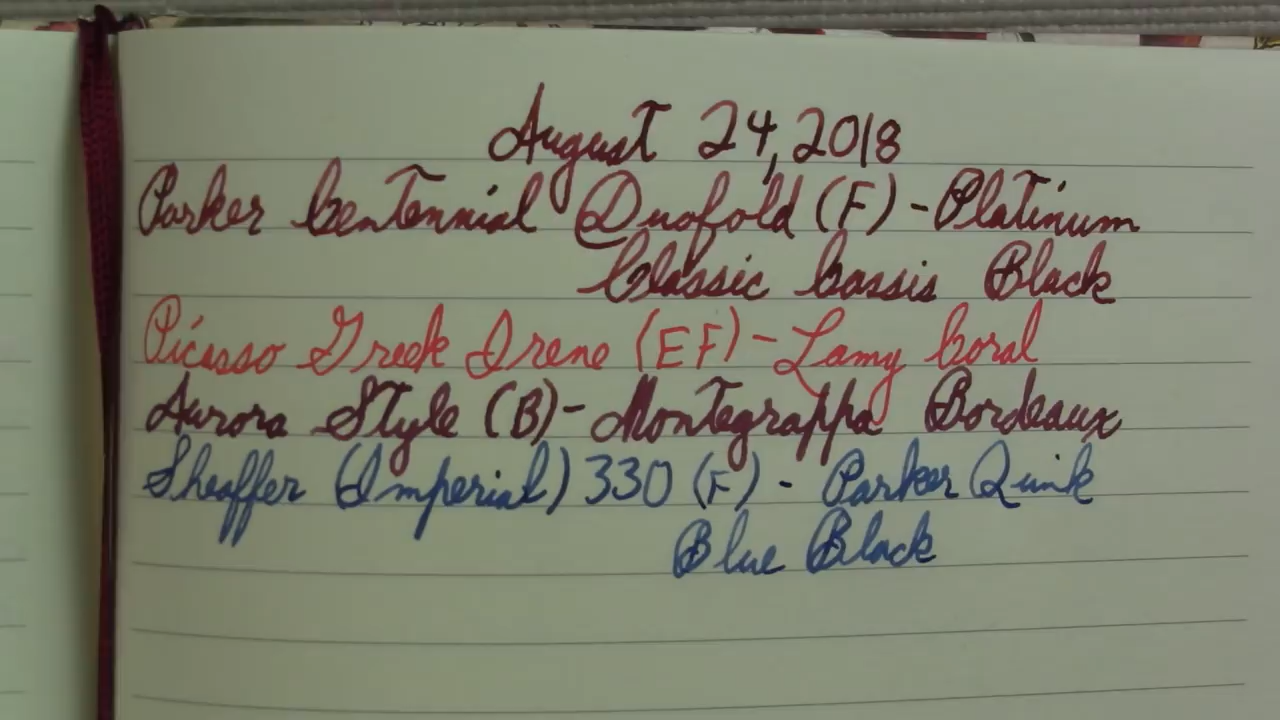 August 24, 2018
Parker Centennial Duofold (F) - Platinum
Classic Cassis Black
Picasso Greek Irene (EF) - Lamy Coral
Aurora Style (B) - Montegrappa Bordeaux
Sheaffer (Imperial) 330 (F) - Parker Quink
Blue Black